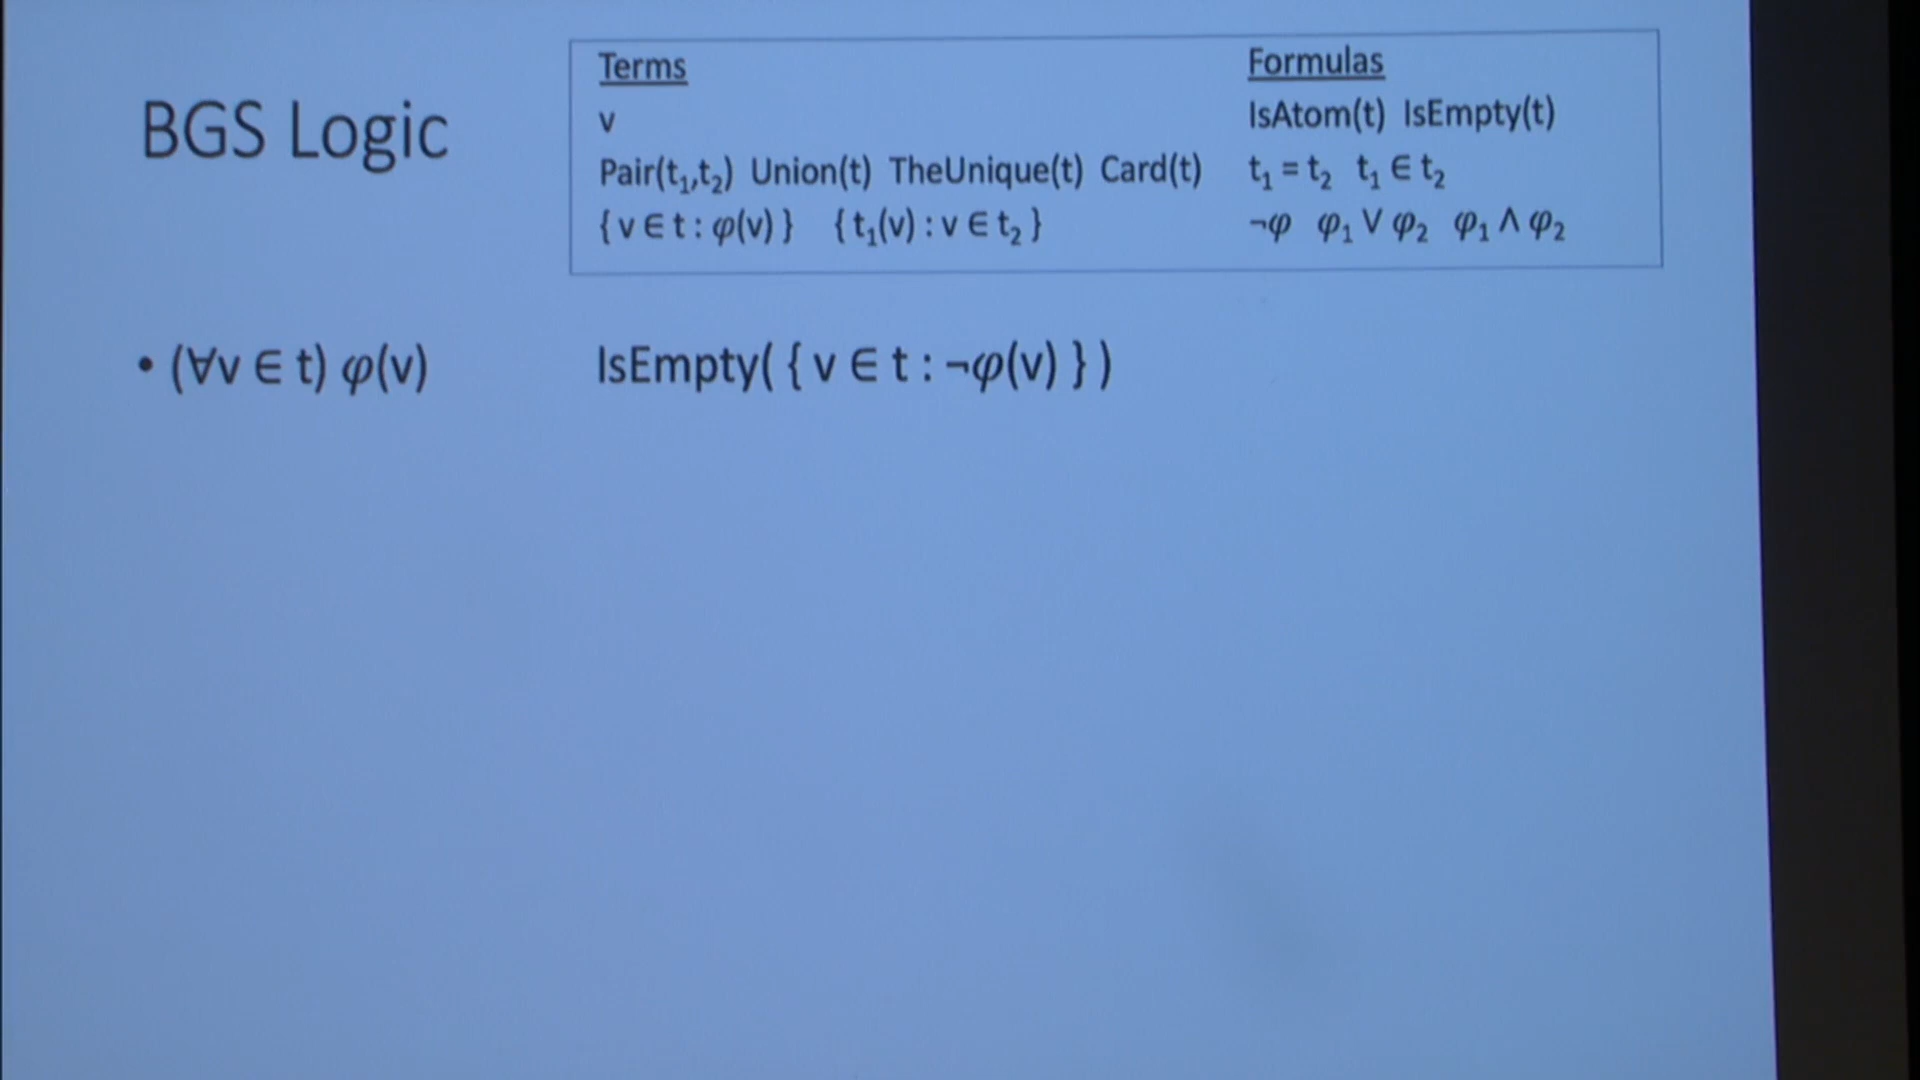 BGS Logic
Terms
v
Pair(t₁,t₂) Union(t) TheUnique(t) Card(t)
{ v ∈ t : φ(v) } { t₁(v) : v ∈ t₂ }
Formulas
IsAtom(t) IsEmpty(t)
t₁ = t₂ t₁ ∈ t₂
¬φ φ₁ ∨ φ₂ φ₁ ∧ φ₂
• (∀v ∈ t) φ(v) IsEmpty( { v ∈ t : ¬φ(v) } )